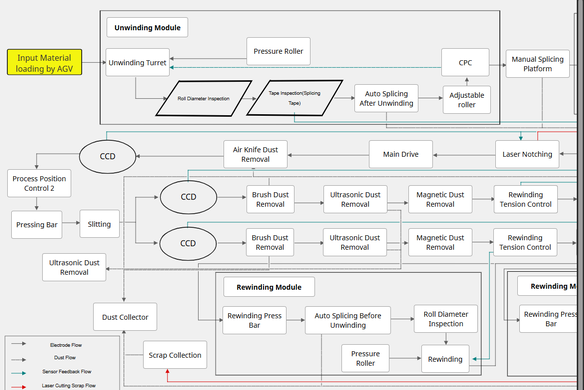 Unwinding Module
Input Material
loading by AGV
Unwinding Turret
Pressure Roller
CPC
Manual Splicing
Platform
Roll Diameter Inspection
Tape Inspection(Splicing
Tape)
Auto Splicing
After Unwinding
Adjustable
roller
CCD
Air Knife Dust
Removal
Main Drive
Laser Notching
Process Position
Control 2
CCD
Brush Dust
Removal
Ultrasonic Dust
Removal
Magnetic Dust
Removal
Rewinding
Tension Control
Pressing Bar
Slitting
CCD
Brush Dust
Removal
Ultrasonic Dust
Removal
Magnetic Dust
Removal
Rewinding
Tension Control
Ultrasonic Dust
Removal
Rewinding Module
Rewinding M
Dust Collector
Rewinding Press
Bar
Auto Splicing Before
Unwinding
Roll Diameter
Inspection
Rewinding Press
Bar
Electrode Flow
Dust Flow
Sensor Feedback Flow
Laser Cutting Scrap Flow
Scrap Collection
Pressure
Roller
Rewinding